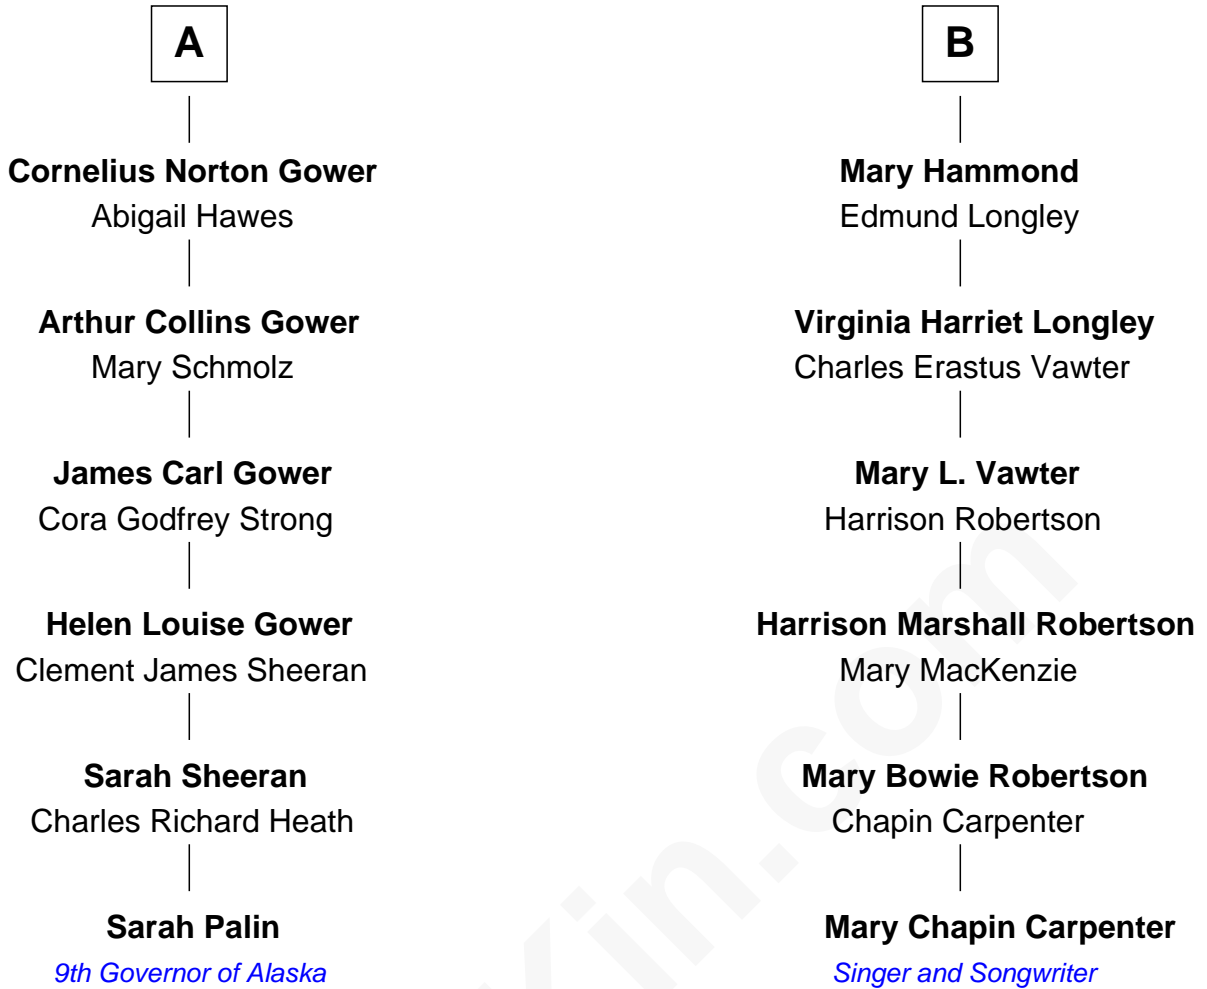 A
B
Cornelius Norton Gower
Abigail Hawes
Mary Hammond
Edmund Longley
Arthur Collins Gower
Mary Schmolz
Virginia Harriet Longley
Charles Erastus Vawter
James Carl Gower
Cora Godfrey Strong
Mary L. Vawter
Harrison Robertson
Helen Louise Gower
Clement James Sheeran
Harrison Marshall Robertson
Mary MacKenzie
Sarah Sheeran
Charles Richard Heath
Mary Bowie Robertson
Chapin Carpenter
Sarah Palin
9th Governor of Alaska
Mary Chapin Carpenter
Singer and Songwriter
Kin.com